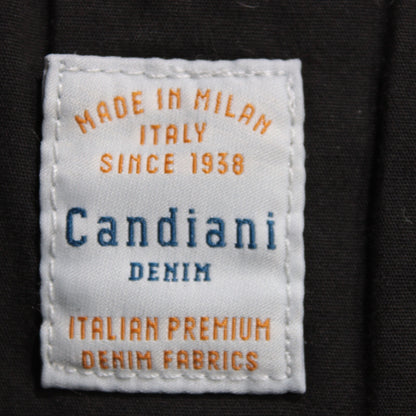 MADE IN MILAN
ITALY
SINCE 1938
Candiani
DENIM
ITALIAN PREMIUM
DENIM FABRICS